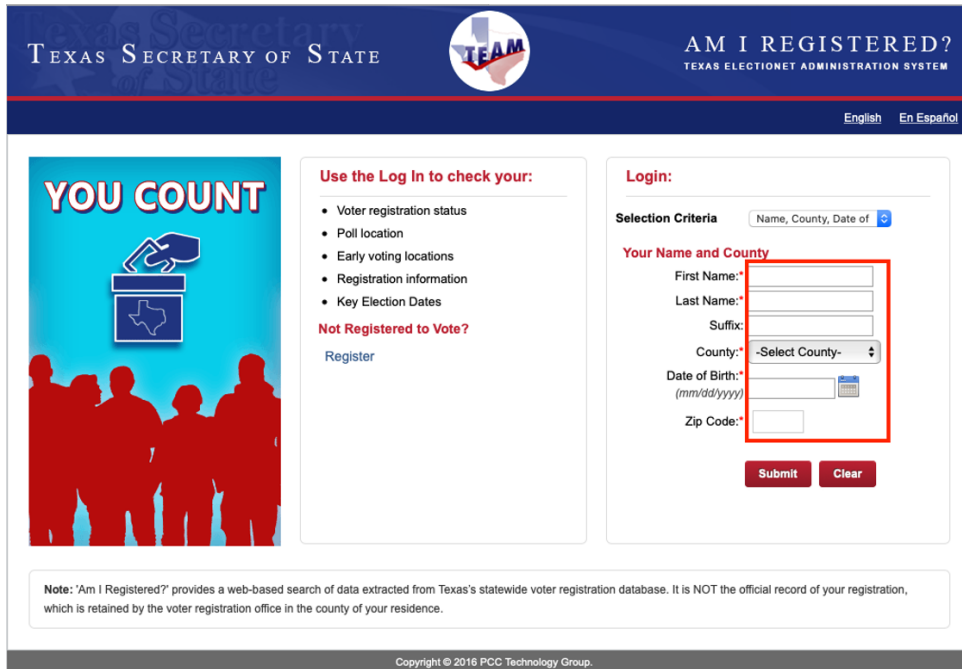 TEXAS SECRETARY OF STATE
Texas Secretary
of State
TEAM
AM I REGISTERED?
TEXAS ELECTIONET ADMINISTRATION SYSTEM
English En Español
YOU COUNT
Use the Log In to check your:
• Voter registration status
• Poll location
• Early voting locations
• Registration information
• Key Election Dates
Not Registered to Vote?
Register
Login:
Selection Criteria Name, County, Date of
Your Name and County
First Name:*
Last Name:*
Suffix:
County:* -Select County-
Date of Birth:*
(mm/dd/yyyy)
Zip Code:*
Submit Clear
Note: 'Am I Registered?' provides a web-based search of data extracted from Texas's statewide voter registration database. It is NOT the official record of your registration,
which is retained by the voter registration office in the county of your residence.
Copyright © 2016 PCC Technology Group.